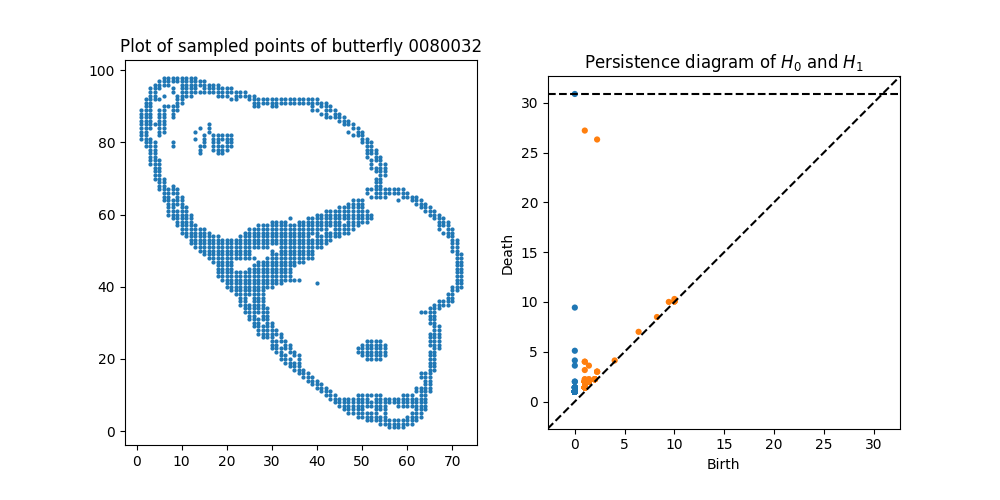 Plot of sampled points of butterfly 0080032
100
80
60
40
20
0
0 10 20 30 40 50 60 70
Persistence diagram of $H_0$ and $H_1$
Death
30
25
20
15
10
5
0
0 5 10 15 20 25 30
Birth